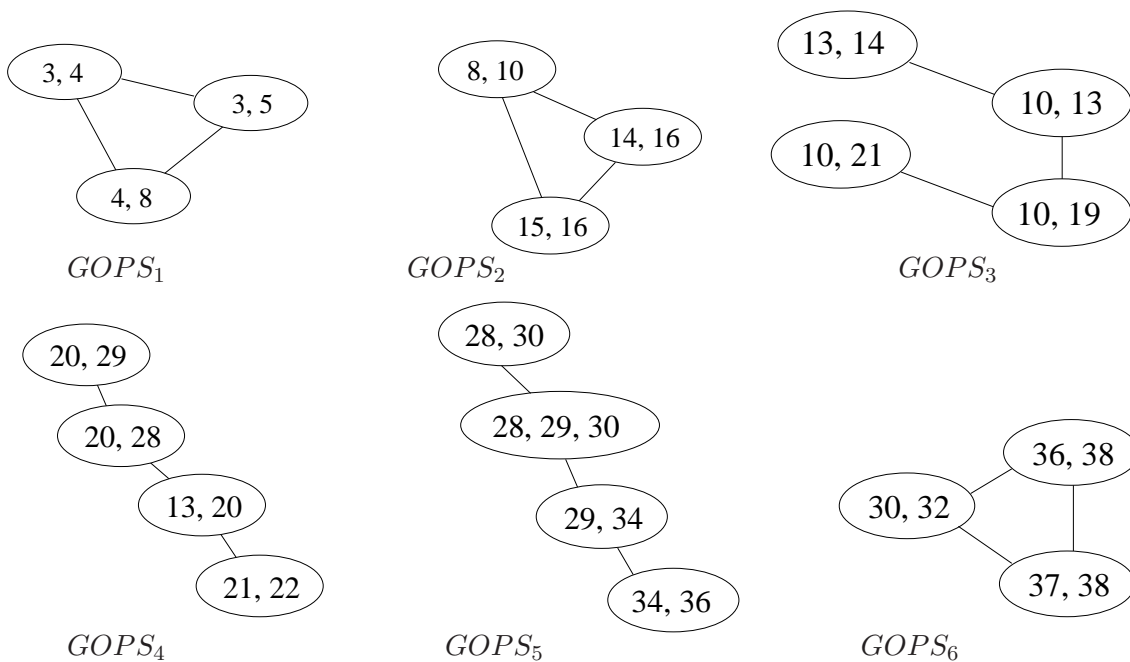 3, 4
3, 5
4, 8
GOPS₁
8, 10
14, 16
15, 16
GOPS₂
13, 14
10, 13
10, 21
10, 19
GOPS₃
20, 29
20, 28
13, 20
21, 22
GOPS₄
28, 30
28, 29, 30
29, 34
34, 36
GOPS₅
36, 38
30, 32
37, 38
GOPS₆